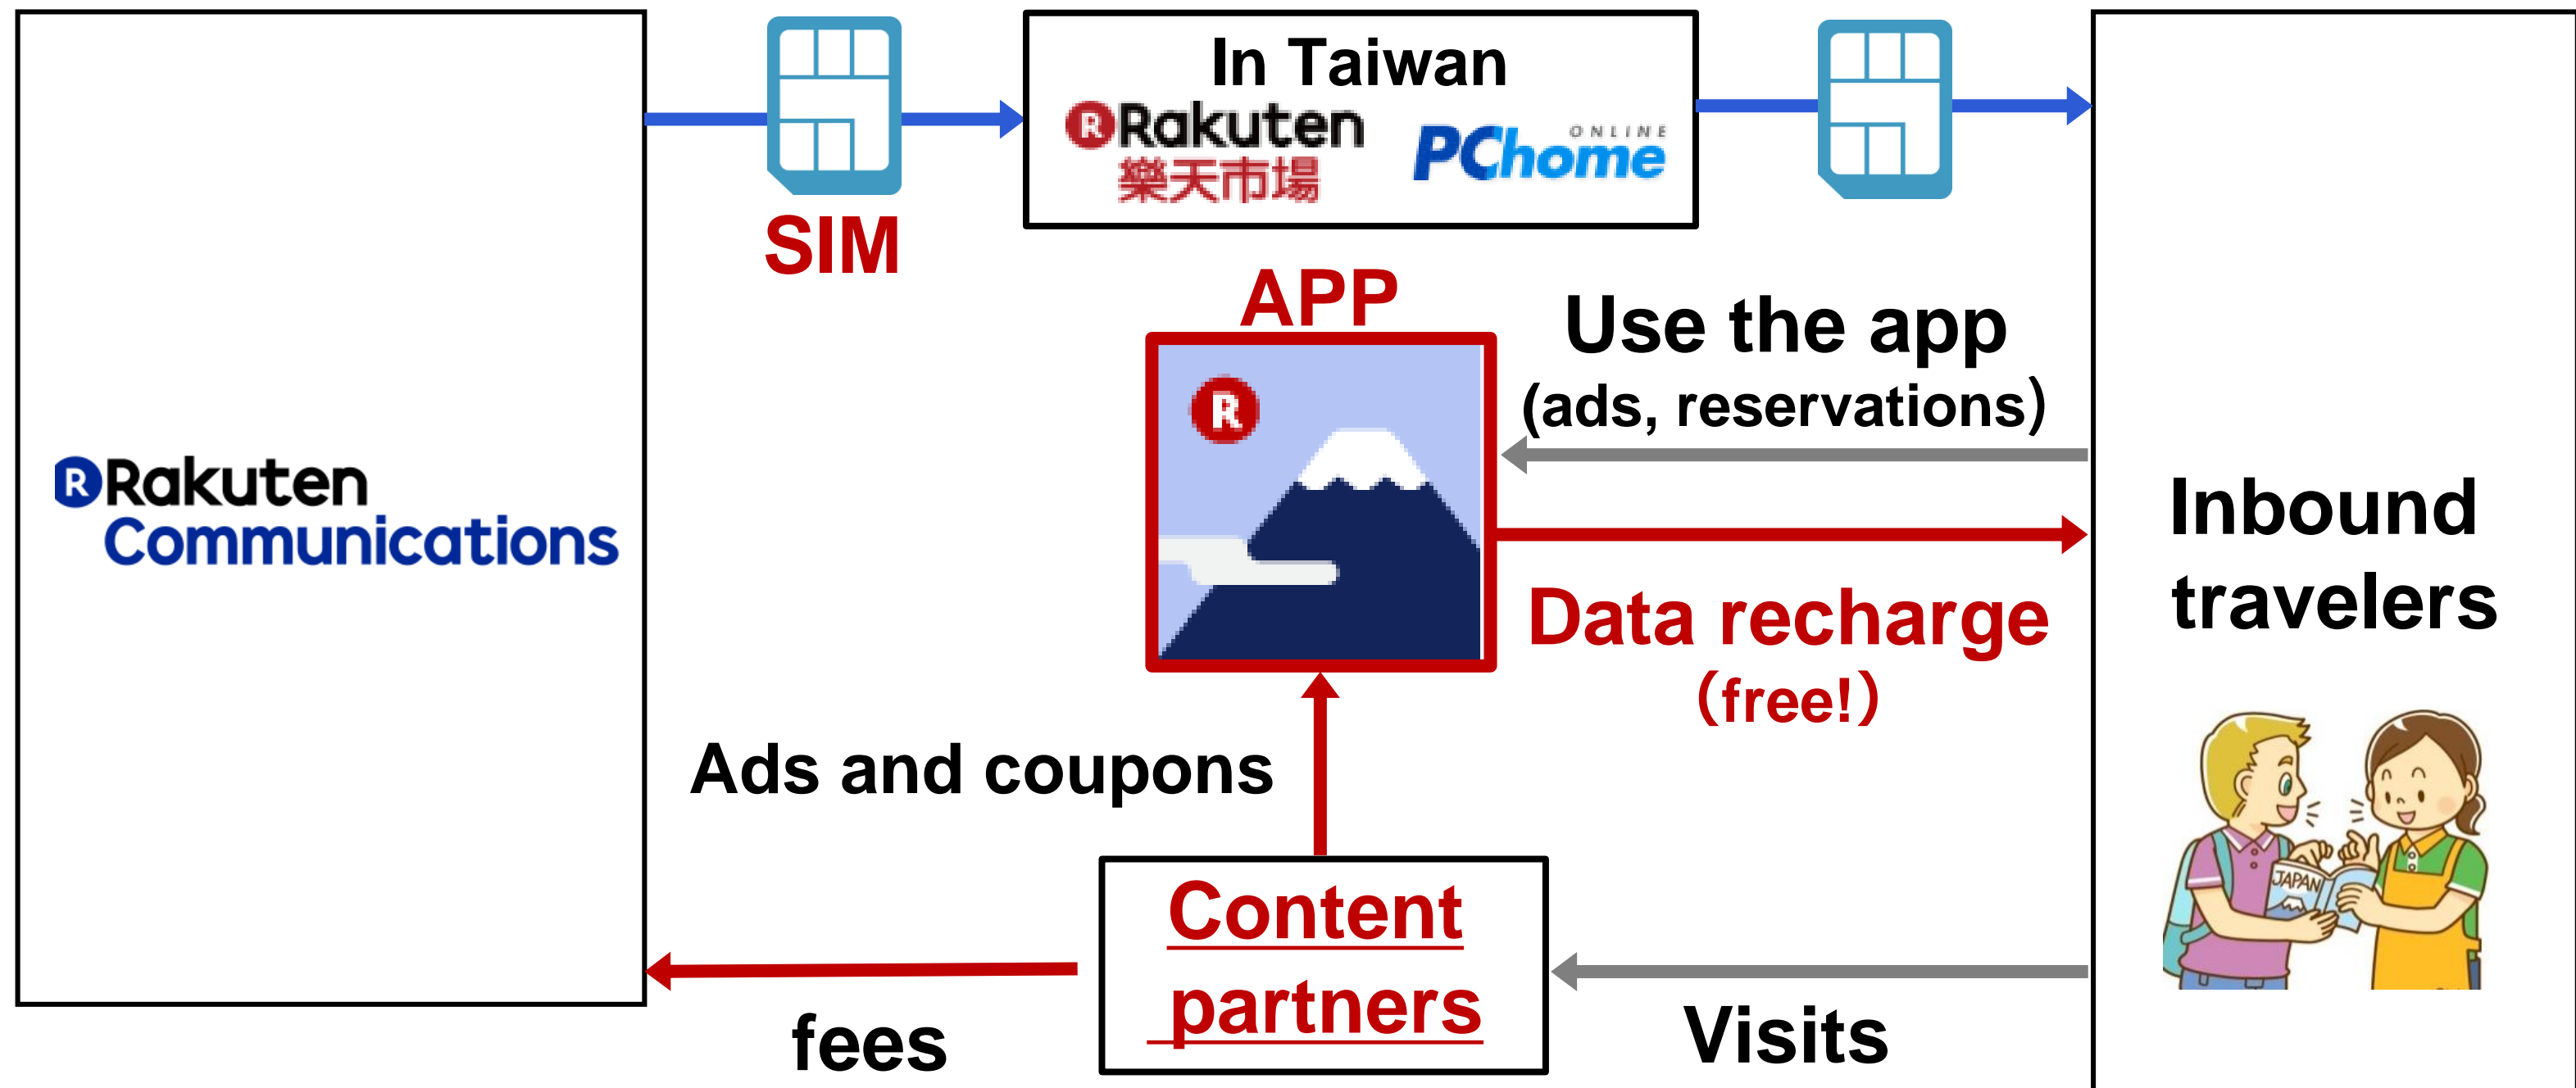 In Taiwan
R Rakuten
樂天市場
ONLINE
PChome
SIM
APP
R
Use the app
(ads, reservations)
R Rakuten
Communications
Inbound
travelers
Data recharge
(free!)
Ads and coupons
JAPAN
Content
partners
fees
Visits